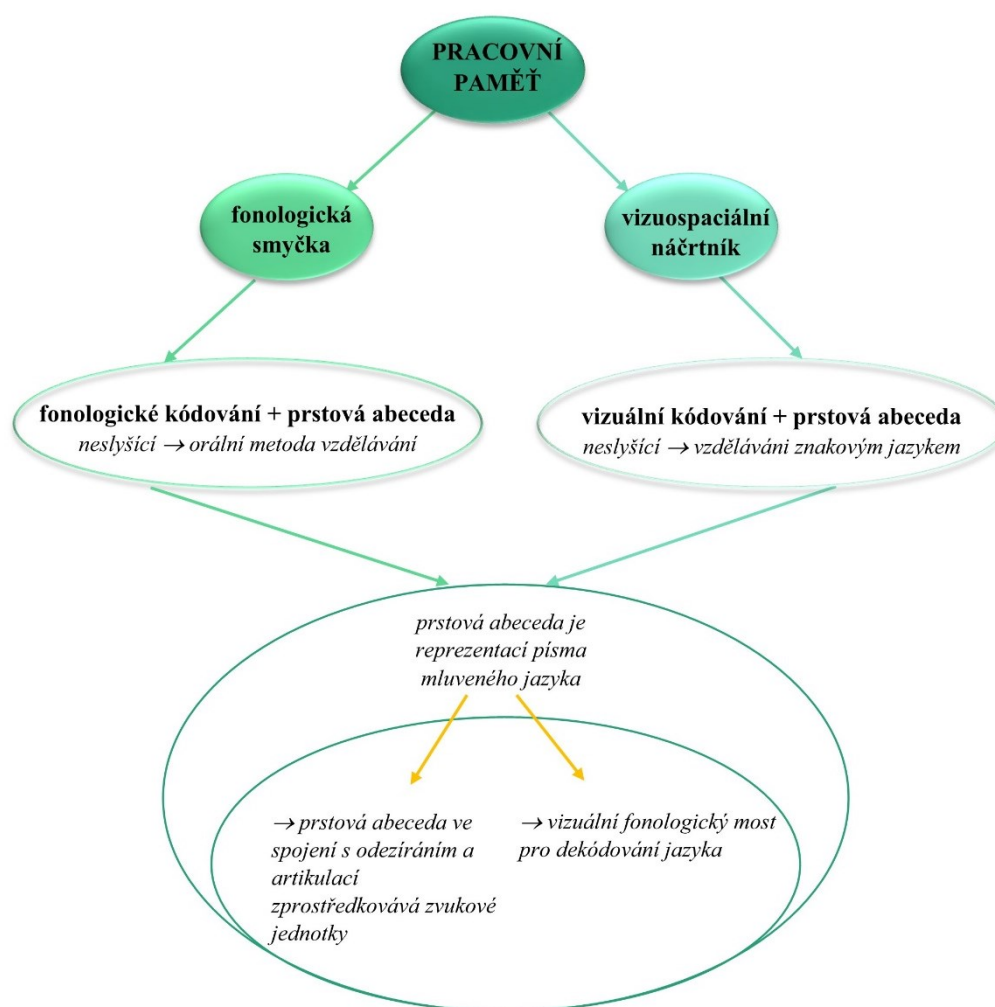 PRACOVNÍ
PAMĚŤ
fonologická
smyčka
vizuospaciální
náčrtník
fonologické kódování + prstová abeceda
neslyšící → orální metoda vzdělávání
vizuální kódování + prstová abeceda
neslyšící → vzděláváni znakovým jazykem
prstová abeceda je
reprezentací písma
mluveného jazyka
→ prstová abeceda ve
spojení s odezíráním a
artikulací
zprostředkovává zvukové
jednotky
→ vizuální fonologický most
pro dekódování jazyka